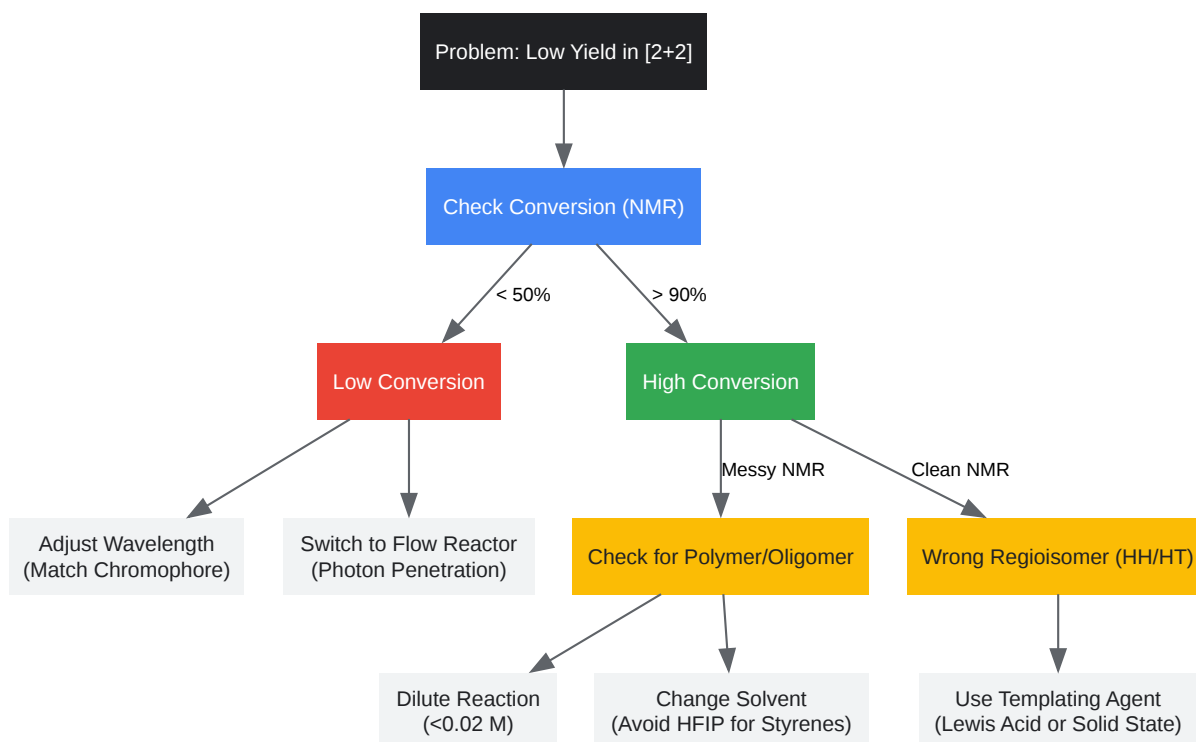 Problem: Low Yield in [2+2]
Check Conversion (NMR)
< 50%
> 90%
Low Conversion
High Conversion
Messy NMR
Clean NMR
Adjust Wavelength
(Match Chromophore)
Switch to Flow Reactor
(Photon Penetration)
Check for Polymer/Oligomer
Wrong Regioisomer (HH/HT)
Dilute Reaction
(<0.02 M)
Change Solvent
(Avoid HFIP for Styrenes)
Use Templating Agent
(Lewis Acid or Solid State)